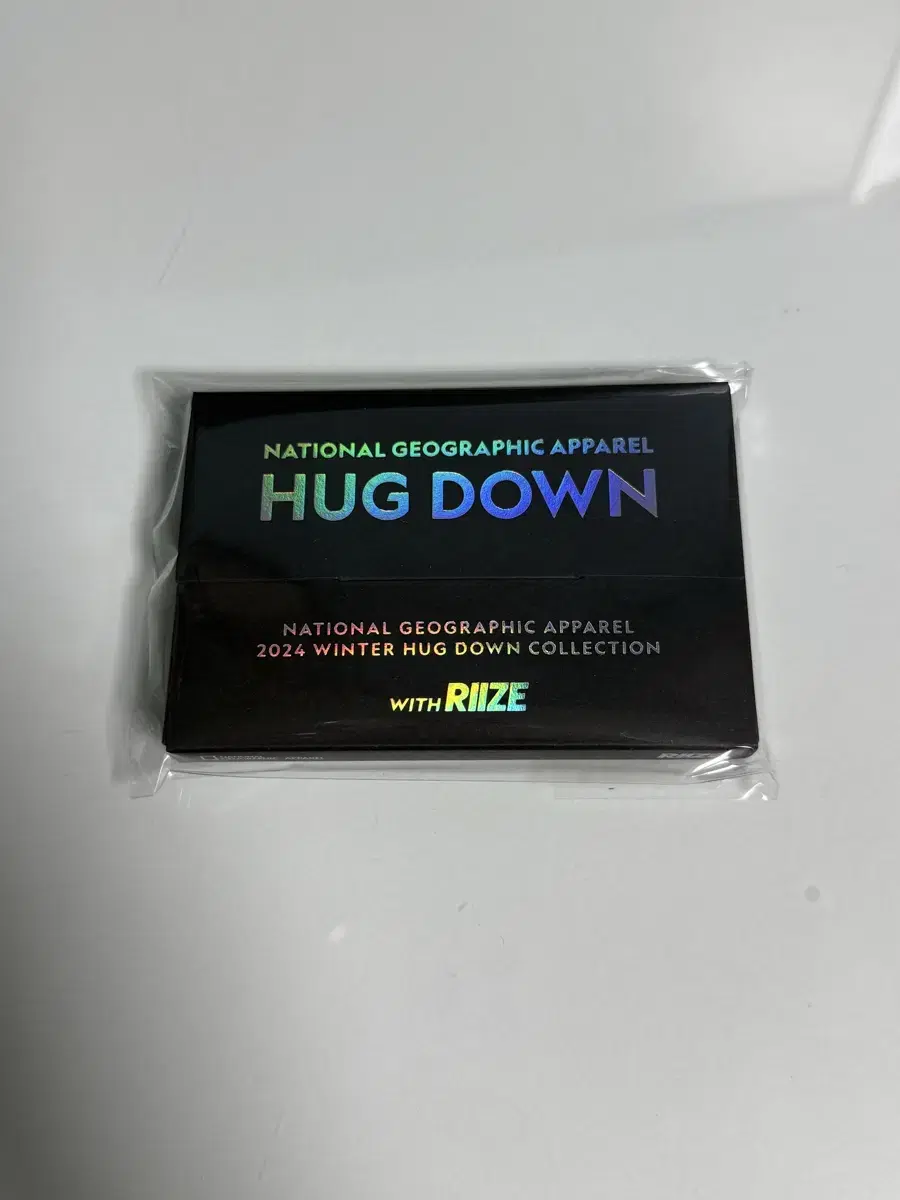 NATIONAL GEOGRAPHIC APPAREL
HUG DOWN
NATIONAL GEOGRAPHIC APPAREL
2024 WINTER HUG DOWN COLLECTION
WITH RIIZE